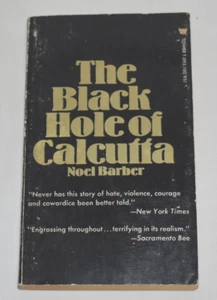 The
Black
Hole of
Calcutta
Noel Barber
"Never has this story of hate, violence, courage
and cowardice been better told."
—New York Times
"Engrossing throughout...terrifying in its realism."
—Sacramento Bee